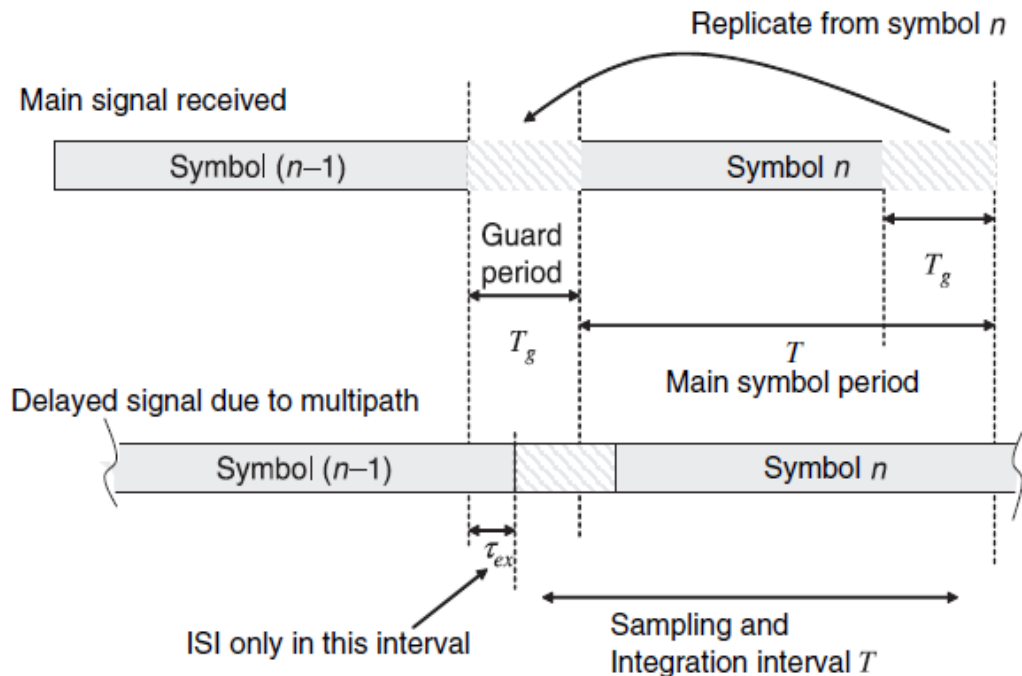 Replicate from symbol n
Main signal received
Symbol (n–1)
Symbol n
Guard
period
T_g
T_g
T
Main symbol period
Delayed signal due to multipath
Symbol (n–1)
Symbol n
τ_ex
ISI only in this interval
Sampling and
Integration interval T